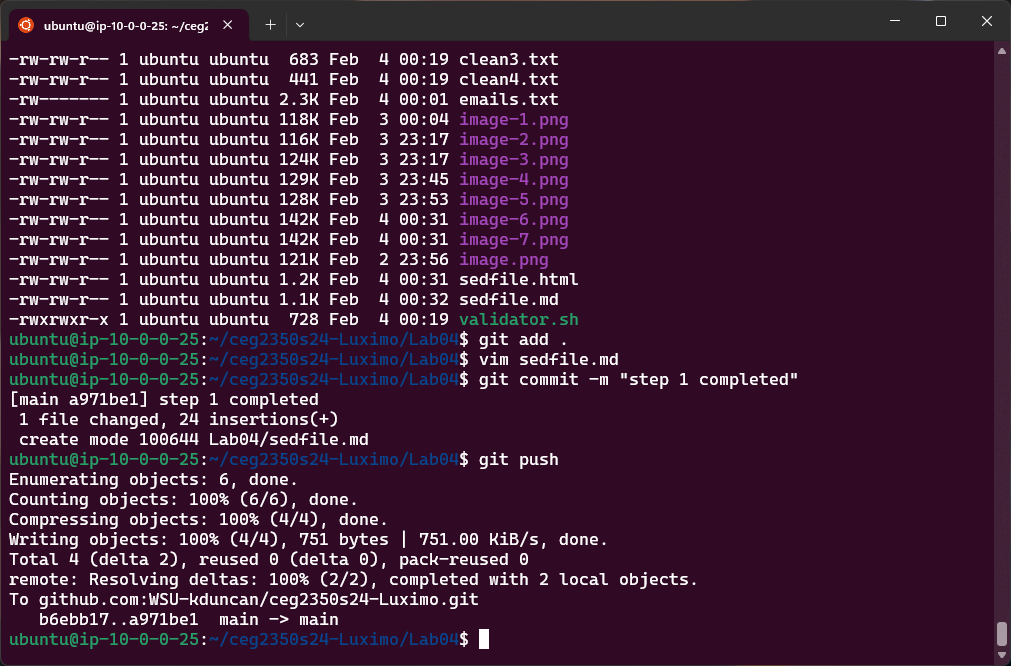 ubuntu@ip-10-0-0-25: ~/ceg2
-rw-rw-r-- 1 ubuntu ubuntu  683 Feb  4 00:19 clean3.txt
-rw-rw-r-- 1 ubuntu ubuntu  441 Feb  4 00:19 clean4.txt
-rw------- 1 ubuntu ubuntu 2.3K Feb  4 00:01 emails.txt
-rw-rw-r-- 1 ubuntu ubuntu 118K Feb  3 00:04 image-1.png
-rw-rw-r-- 1 ubuntu ubuntu 116K Feb  3 23:17 image-2.png
-rw-rw-r-- 1 ubuntu ubuntu 124K Feb  3 23:17 image-3.png
-rw-rw-r-- 1 ubuntu ubuntu 129K Feb  3 23:45 image-4.png
-rw-rw-r-- 1 ubuntu ubuntu 128K Feb  3 23:53 image-5.png
-rw-rw-r-- 1 ubuntu ubuntu 142K Feb  4 00:31 image-6.png
-rw-rw-r-- 1 ubuntu ubuntu 142K Feb  4 00:31 image-7.png
-rw-rw-r-- 1 ubuntu ubuntu 121K Feb  2 23:56 image.png
-rw-rw-r-- 1 ubuntu ubuntu 1.2K Feb  4 00:31 sedfile.html
-rw-rw-r-- 1 ubuntu ubuntu 1.1K Feb  4 00:32 sedfile.md
-rwxrwxr-x 1 ubuntu ubuntu  728 Feb  4 00:19 validator.sh
ubuntu@ip-10-0-0-25:~/ceg2350s24-Luximo/Lab04$ git add .
ubuntu@ip-10-0-0-25:~/ceg2350s24-Luximo/Lab04$ vim sedfile.md
ubuntu@ip-10-0-0-25:~/ceg2350s24-Luximo/Lab04$ git commit -m "step 1 completed"
[main a971be1] step 1 completed
 1 file changed, 24 insertions(+)
 create mode 100644 Lab04/sedfile.md
ubuntu@ip-10-0-0-25:~/ceg2350s24-Luximo/Lab04$ git push
Enumerating objects: 6, done.
Counting objects: 100% (6/6), done.
Compressing objects: 100% (4/4), done.
Writing objects: 100% (4/4), 751 bytes | 751.00 KiB/s, done.
Total 4 (delta 2), reused 0 (delta 0), pack-reused 0
remote: Resolving deltas: 100% (2/2), completed with 2 local objects.
To github.com:WSU-kduncan/ceg2350s24-Luximo.git
   b6ebb17..a971be1  main -> main
ubuntu@ip-10-0-0-25:~/ceg2350s24-Luximo/Lab04$